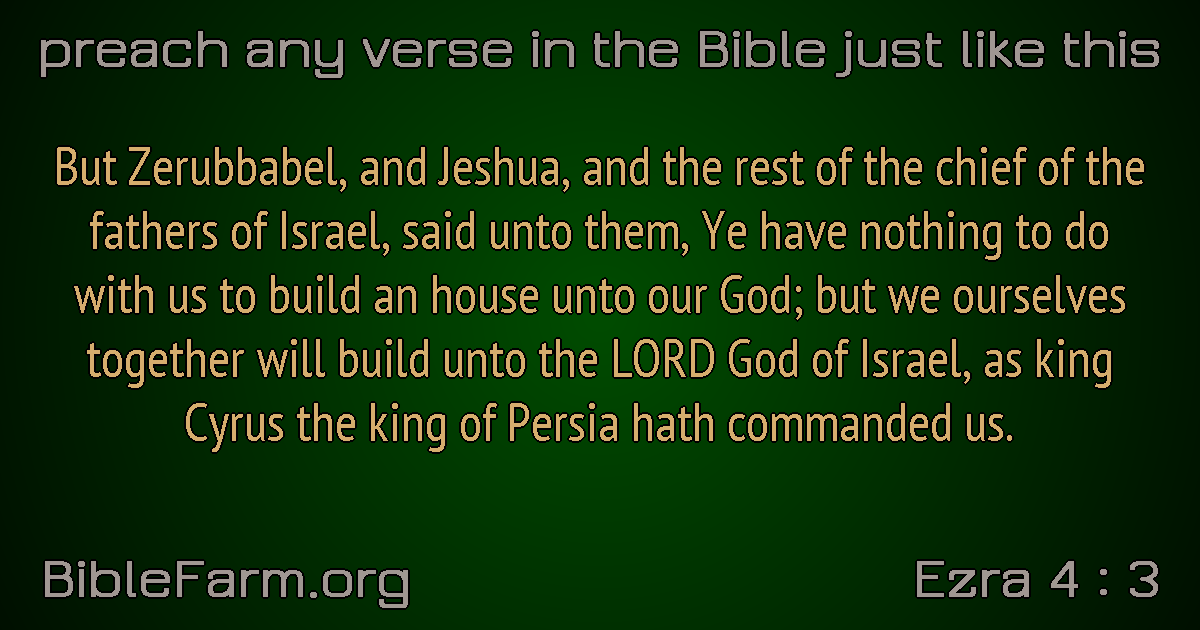 preach any verse in the Bible just like this
But Zerubbabel, and Jeshua, and the rest of the chief of the
fathers of Israel, said unto them, Ye have nothing to do
with us to build an house unto our God; but we ourselves
together will build unto the LORD God of Israel, as king
Cyrus the king of Persia hath commanded us.
BibleFarm.org
Ezra 4 : 3